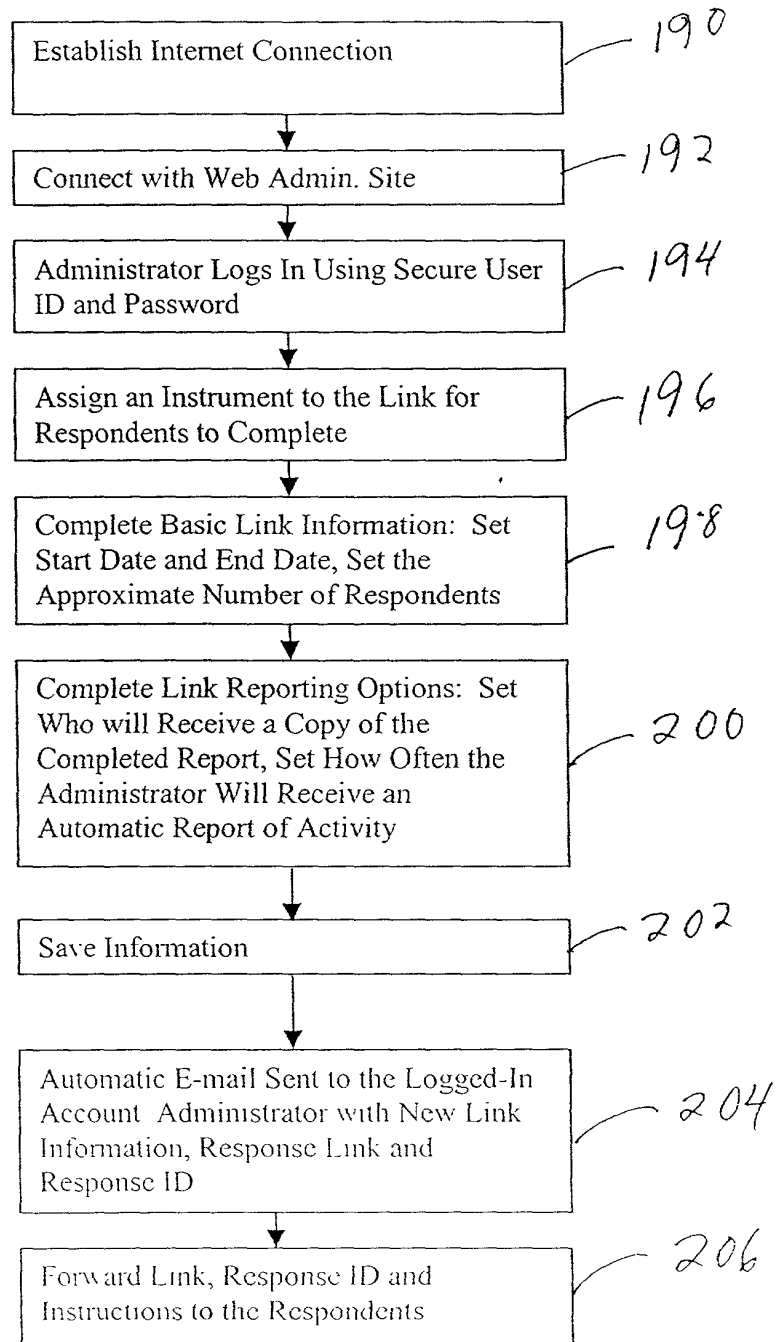 Establish Internet Connection
190
Connect with Web Admin. Site
192
Administrator Logs In Using Secure User
ID and Password
194
Assign an Instrument to the Link for
Respondents to Complete
196
Complete Basic Link Information: Set
Start Date and End Date, Set the
Approximate Number of Respondents
198
Complete Link Reporting Options: Set
Who will Receive a Copy of the
Completed Report, Set How Often the
Administrator Will Receive an
Automatic Report of Activity
200
Save Information
202
Automatic E-mail Sent to the Logged-In
Account Administrator with New Link
Information, Response Link and
Response ID
204
Forward Link, Response ID and
Instructions to the Respondents
206